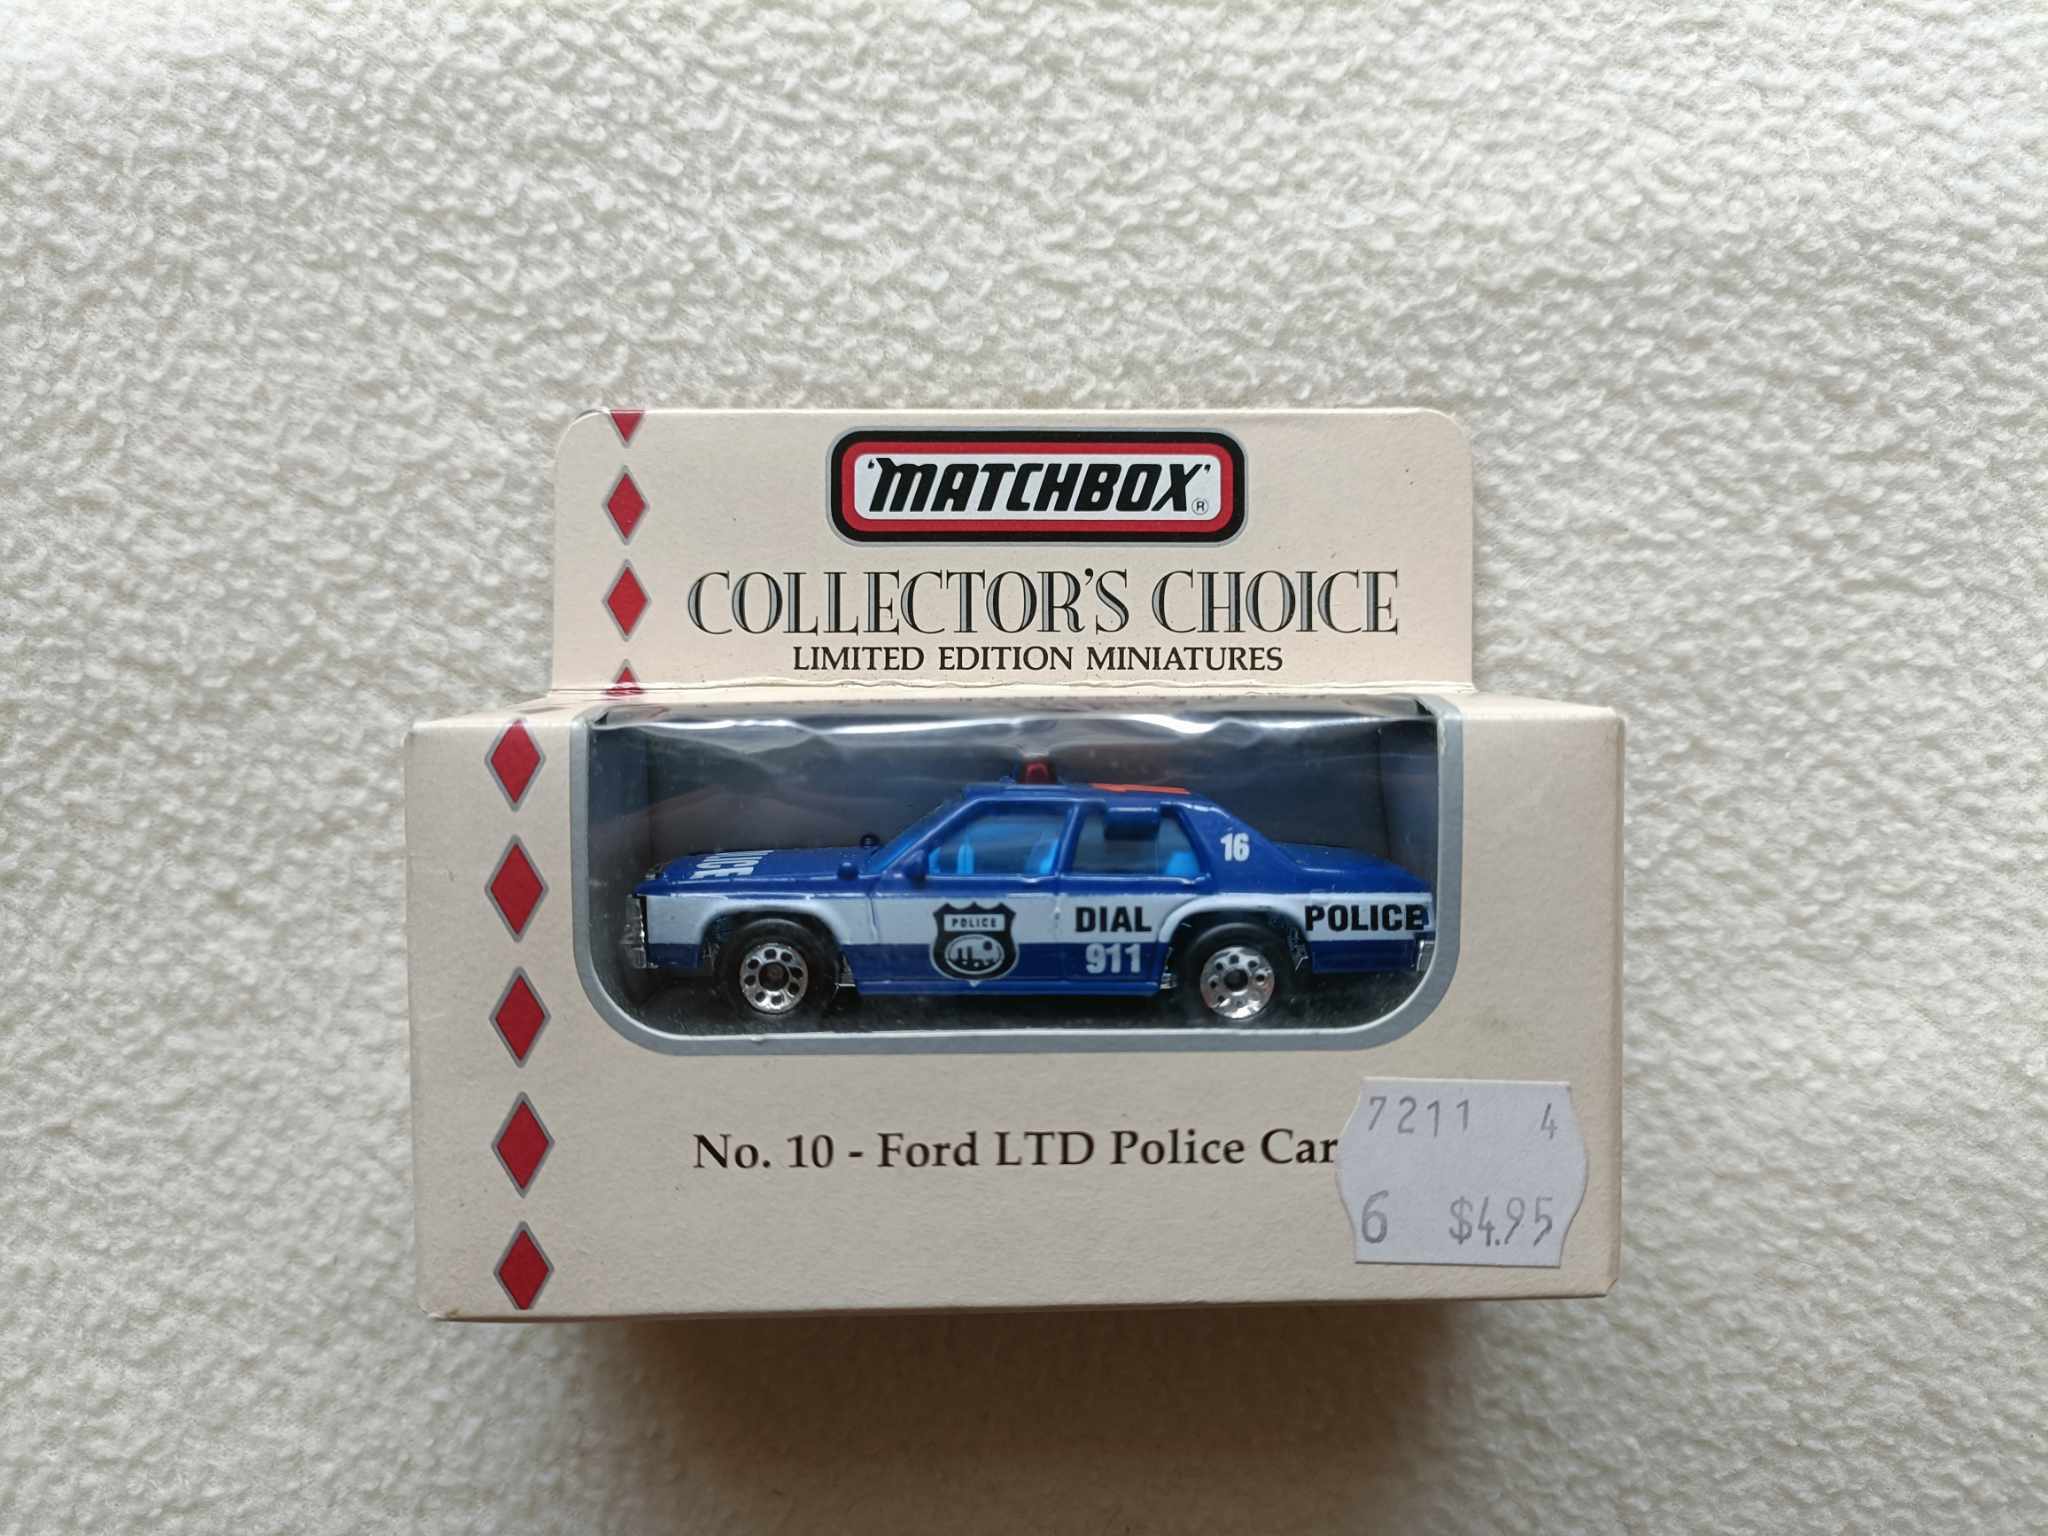 'MATCHBOX'®
COLLECTOR'S CHOICE
LIMITED EDITION MINIATURES
16
POLICE
DIAL
911
POLICE
No. 10 - Ford LTD Police Car
7211 4
6 $4.95